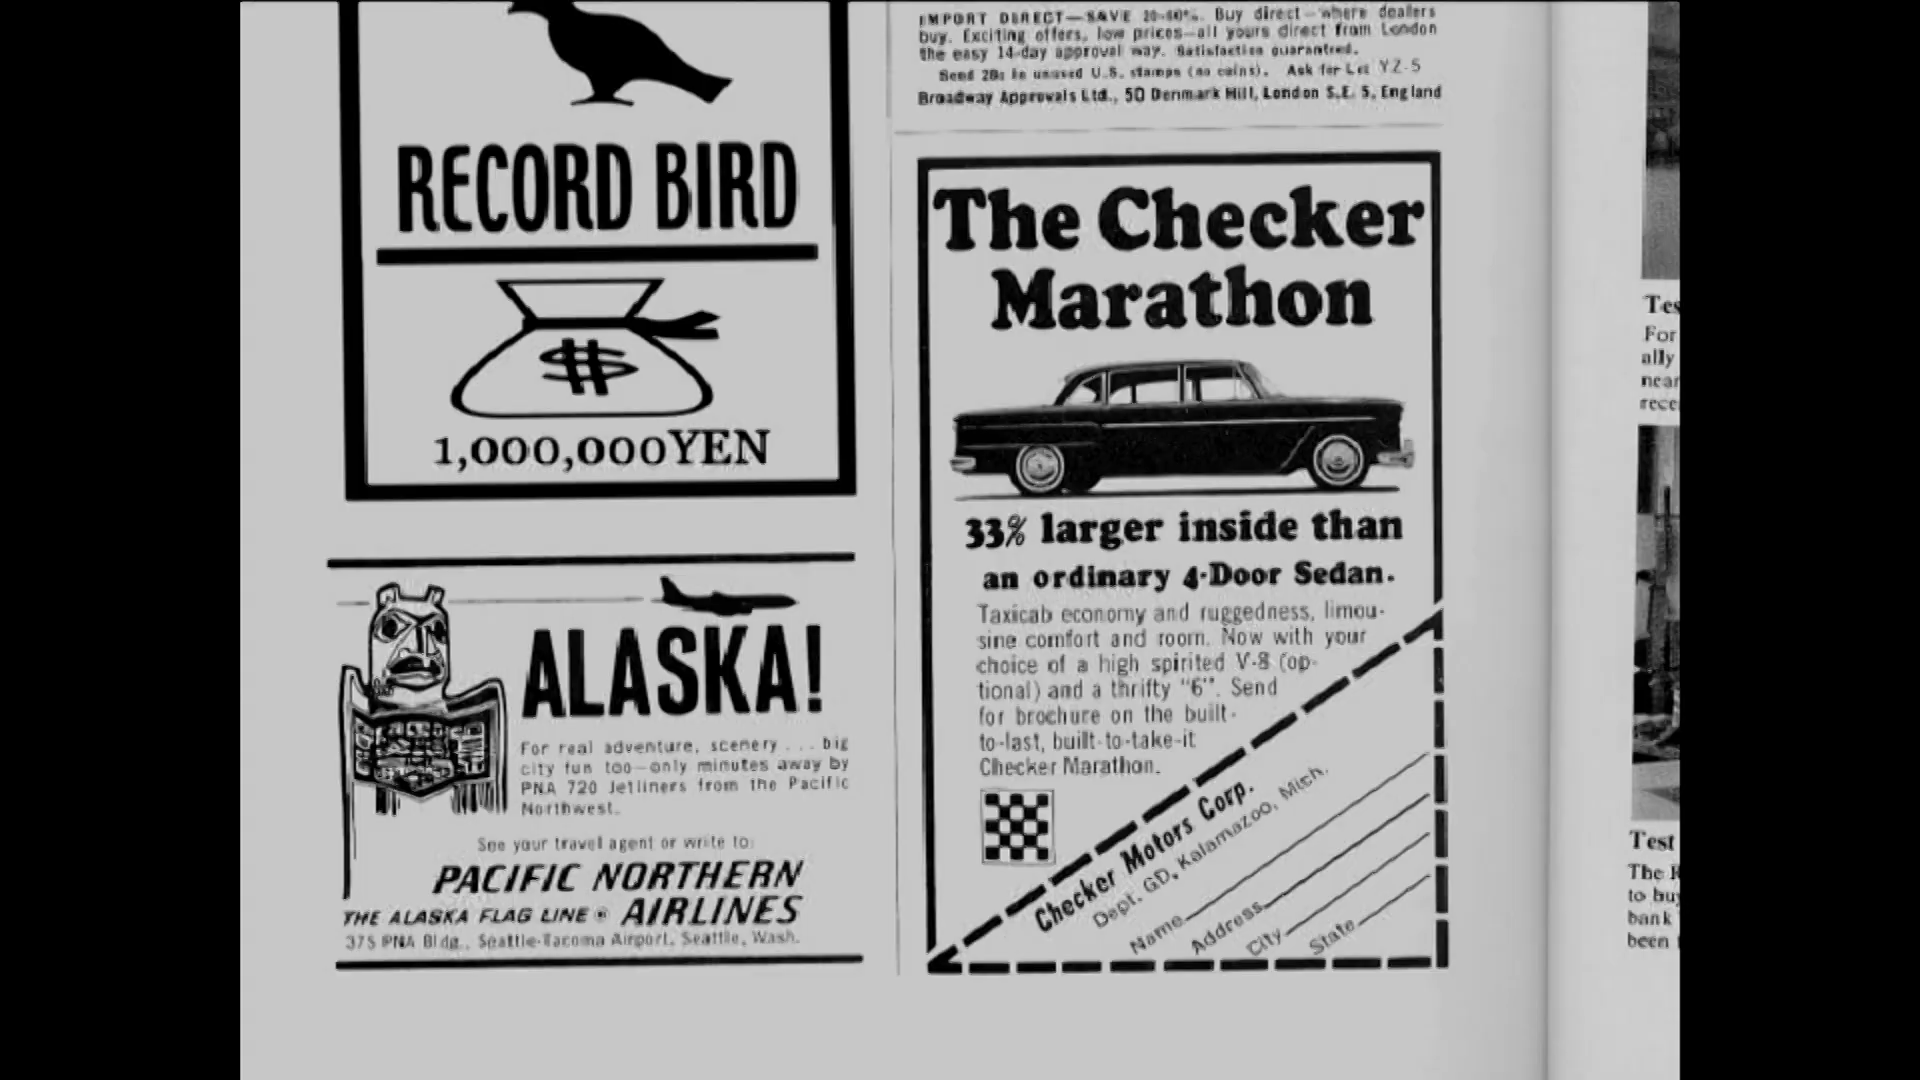 RECORD BIRD
1,000,000YEN
ALASKA!
For real adventure, scenery . . . big
city fun too—only minutes away by
PNA 720 Jetliners from the Pacific
Northwest.
See your travel agent or write to:
PACIFIC NORTHERN
THE ALASKA FLAG LINE ® AIRLINES
375 PNA Bldg., Seattle-Tacoma Airport, Seattle, Wash.
IMPORT DIRECT—SAVE 20-60%. Buy direct—where dealers
buy. Exciting offers, low prices—all yours direct from London
the easy 14-day approval way. Satisfaction guaranteed.
Send 20¢ in unused U.S. stamps (no coins). Ask for Lot YZ-5
Broadway Approvals Ltd., 50 Denmark Hill, London S.E. 5, England
The Checker
Marathon
33% larger inside than
an ordinary 4-Door Sedan.
Taxicab economy and ruggedness, limou-
sine comfort and room. Now with your
choice of a high spirited V-8 (op-
tional) and a thrifty "6". Send
for brochure on the built-
to-last, built-to-take-it
Checker Marathon.
Checker Motors Corp.
Dept. GD, Kalamazoo, Mich.
Name
Address
City
State
For
ally
Test
The
to buy
bank
been